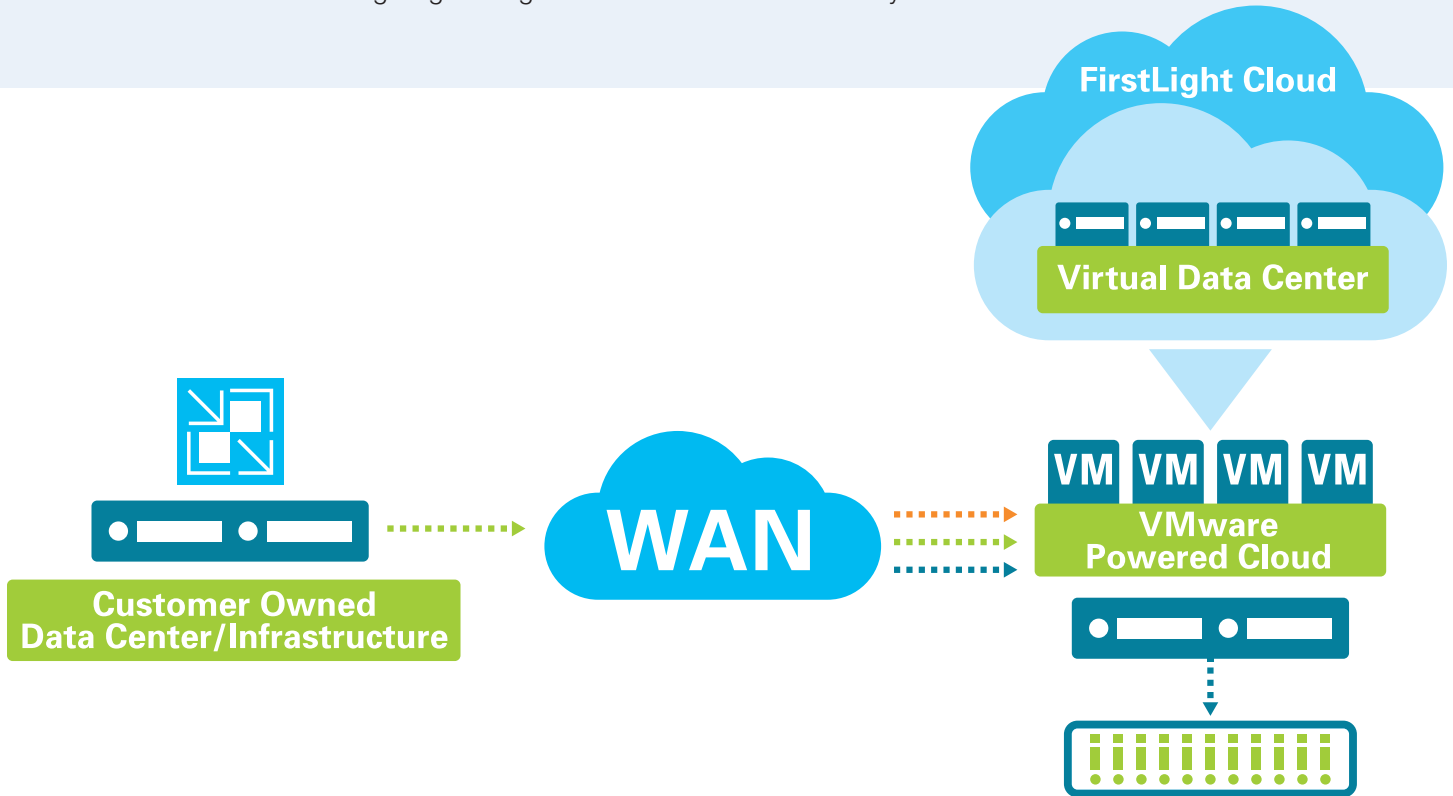 FirstLight Cloud
Virtual Data Center
VM VM VM VM
VMware
Powered Cloud
WAN
Customer Owned
Data Center/Infrastructure